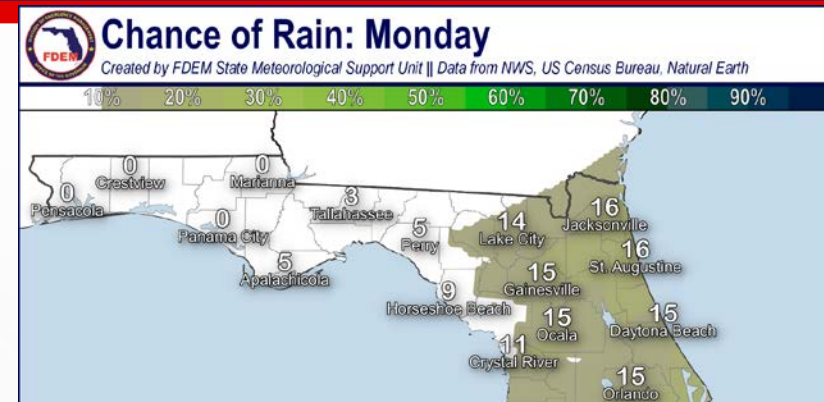 FDEM
Chance of Rain: Monday
Created by FDEM State Meteorological Support Unit || Data from NWS, US Census Bureau, Natural Earth
10% 20% 30% 40% 50% 60% 70% 80% 90%
0
Pensacola
0
Crestview
0
Marianna
0
Panama City
5
Apalachicola
3
Tallahassee
5
Perry
14
Lake City
16
Jacksonville
16
St. Augustine
15
Gainesville
9
Horseshoe Beach
15
Ocala
15
Daytona Beach
11
Crystal River
15
Orlando